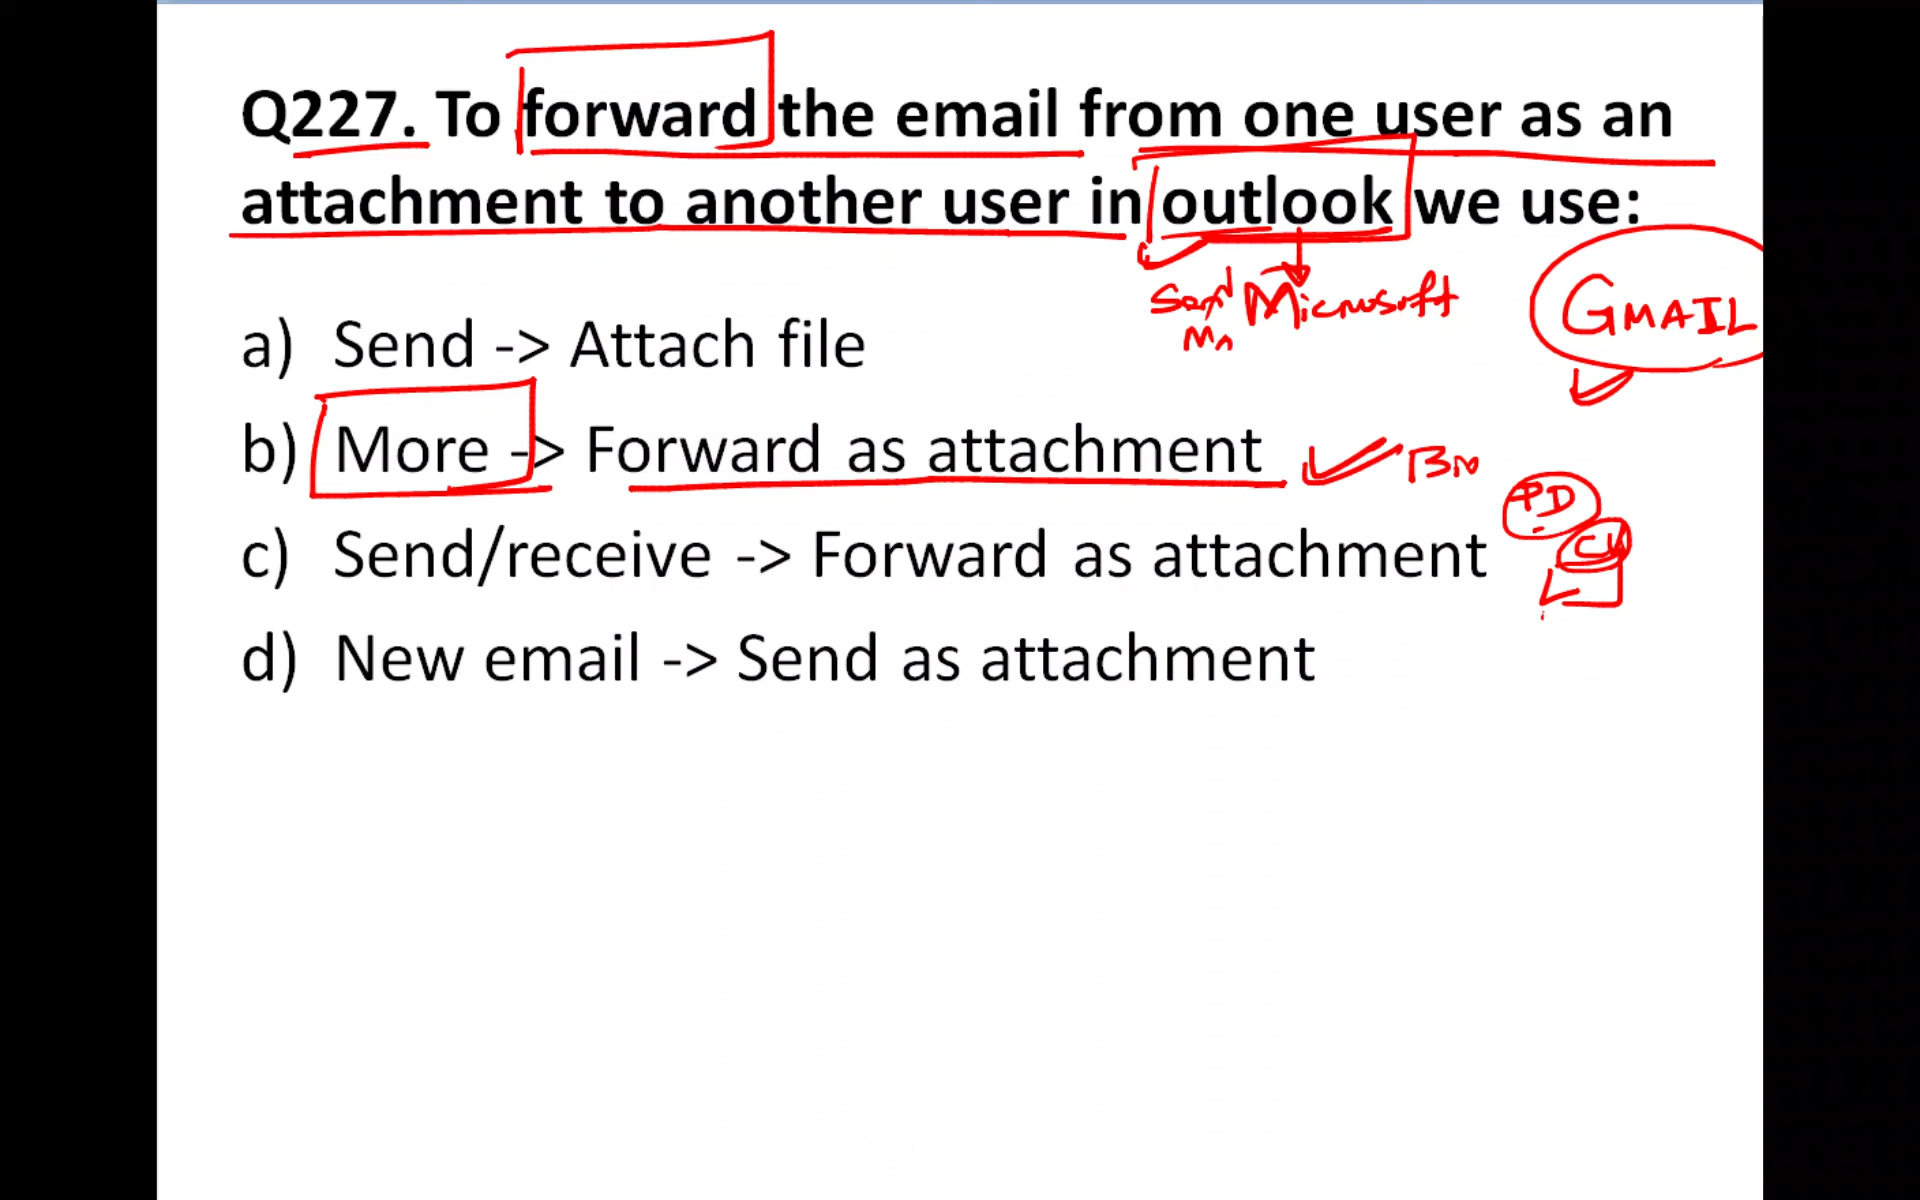 Q227. To forward the email from one user as an
attachment to another user in outlook we use:
Microsoft
GMAIL
a) Send -> Attach file
b) More -> Forward as attachment
PD
c) Send/receive -> Forward as attachment
d) New email -> Send as attachment